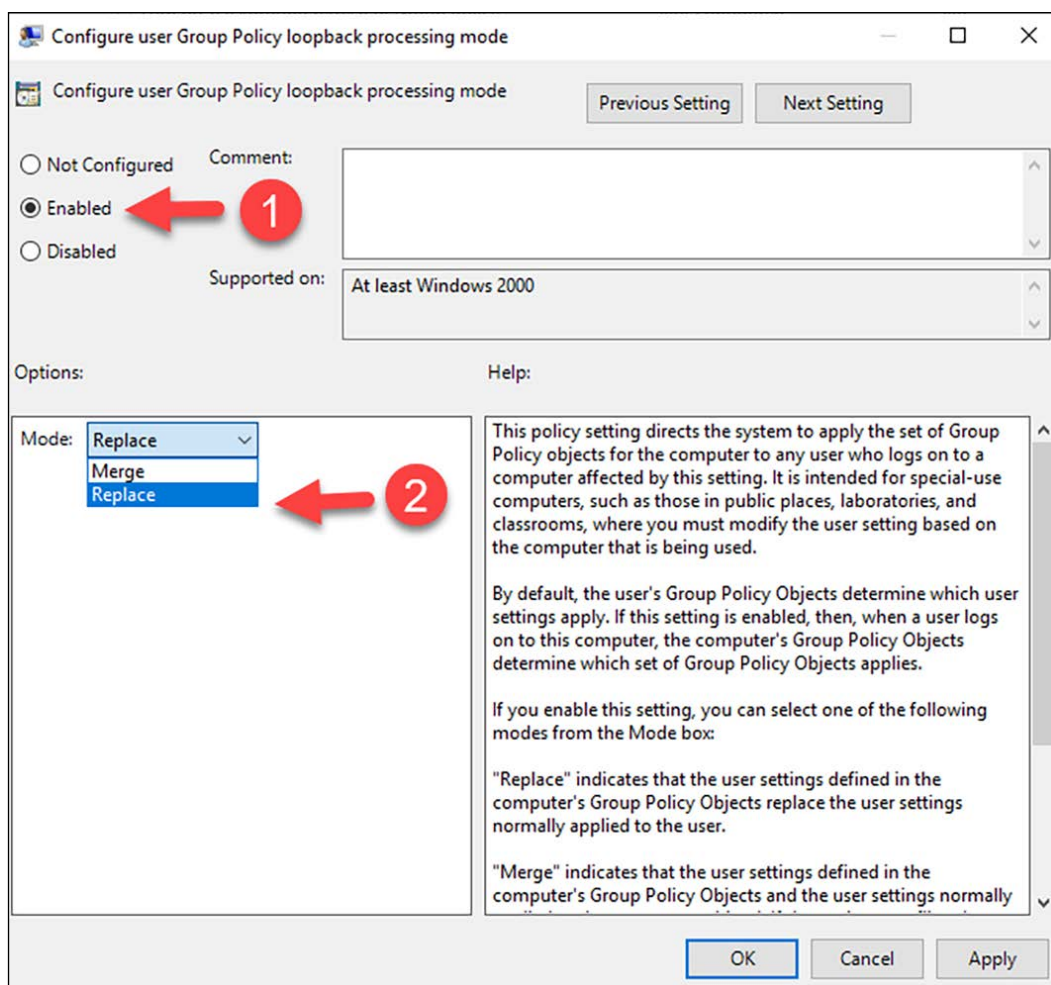 Configure user Group Policy loopback processing mode
Configure user Group Policy loopback processing mode
Previous Setting
Next Setting
Not Configured
Comment:
Enabled
1
Disabled
Supported on:
At least Windows 2000
Options:
Help:
Mode:
Replace
Merge
Replace
2
This policy setting directs the system to apply the set of Group
Policy objects for the computer to any user who logs on to a
computer affected by this setting. It is intended for special-use
computers, such as those in public places, laboratories, and
classrooms, where you must modify the user setting based on
the computer that is being used.
By default, the user's Group Policy Objects determine which user
settings apply. If this setting is enabled, then, when a user logs
on to this computer, the computer's Group Policy Objects
determine which set of Group Policy Objects applies.
If you enable this setting, you can select one of the following
modes from the Mode box:
"Replace" indicates that the user settings defined in the
computer's Group Policy Objects replace the user settings
normally applied to the user.
"Merge" indicates that the user settings defined in the
computer's Group Policy Objects and the user settings normally
OK
Cancel
Apply